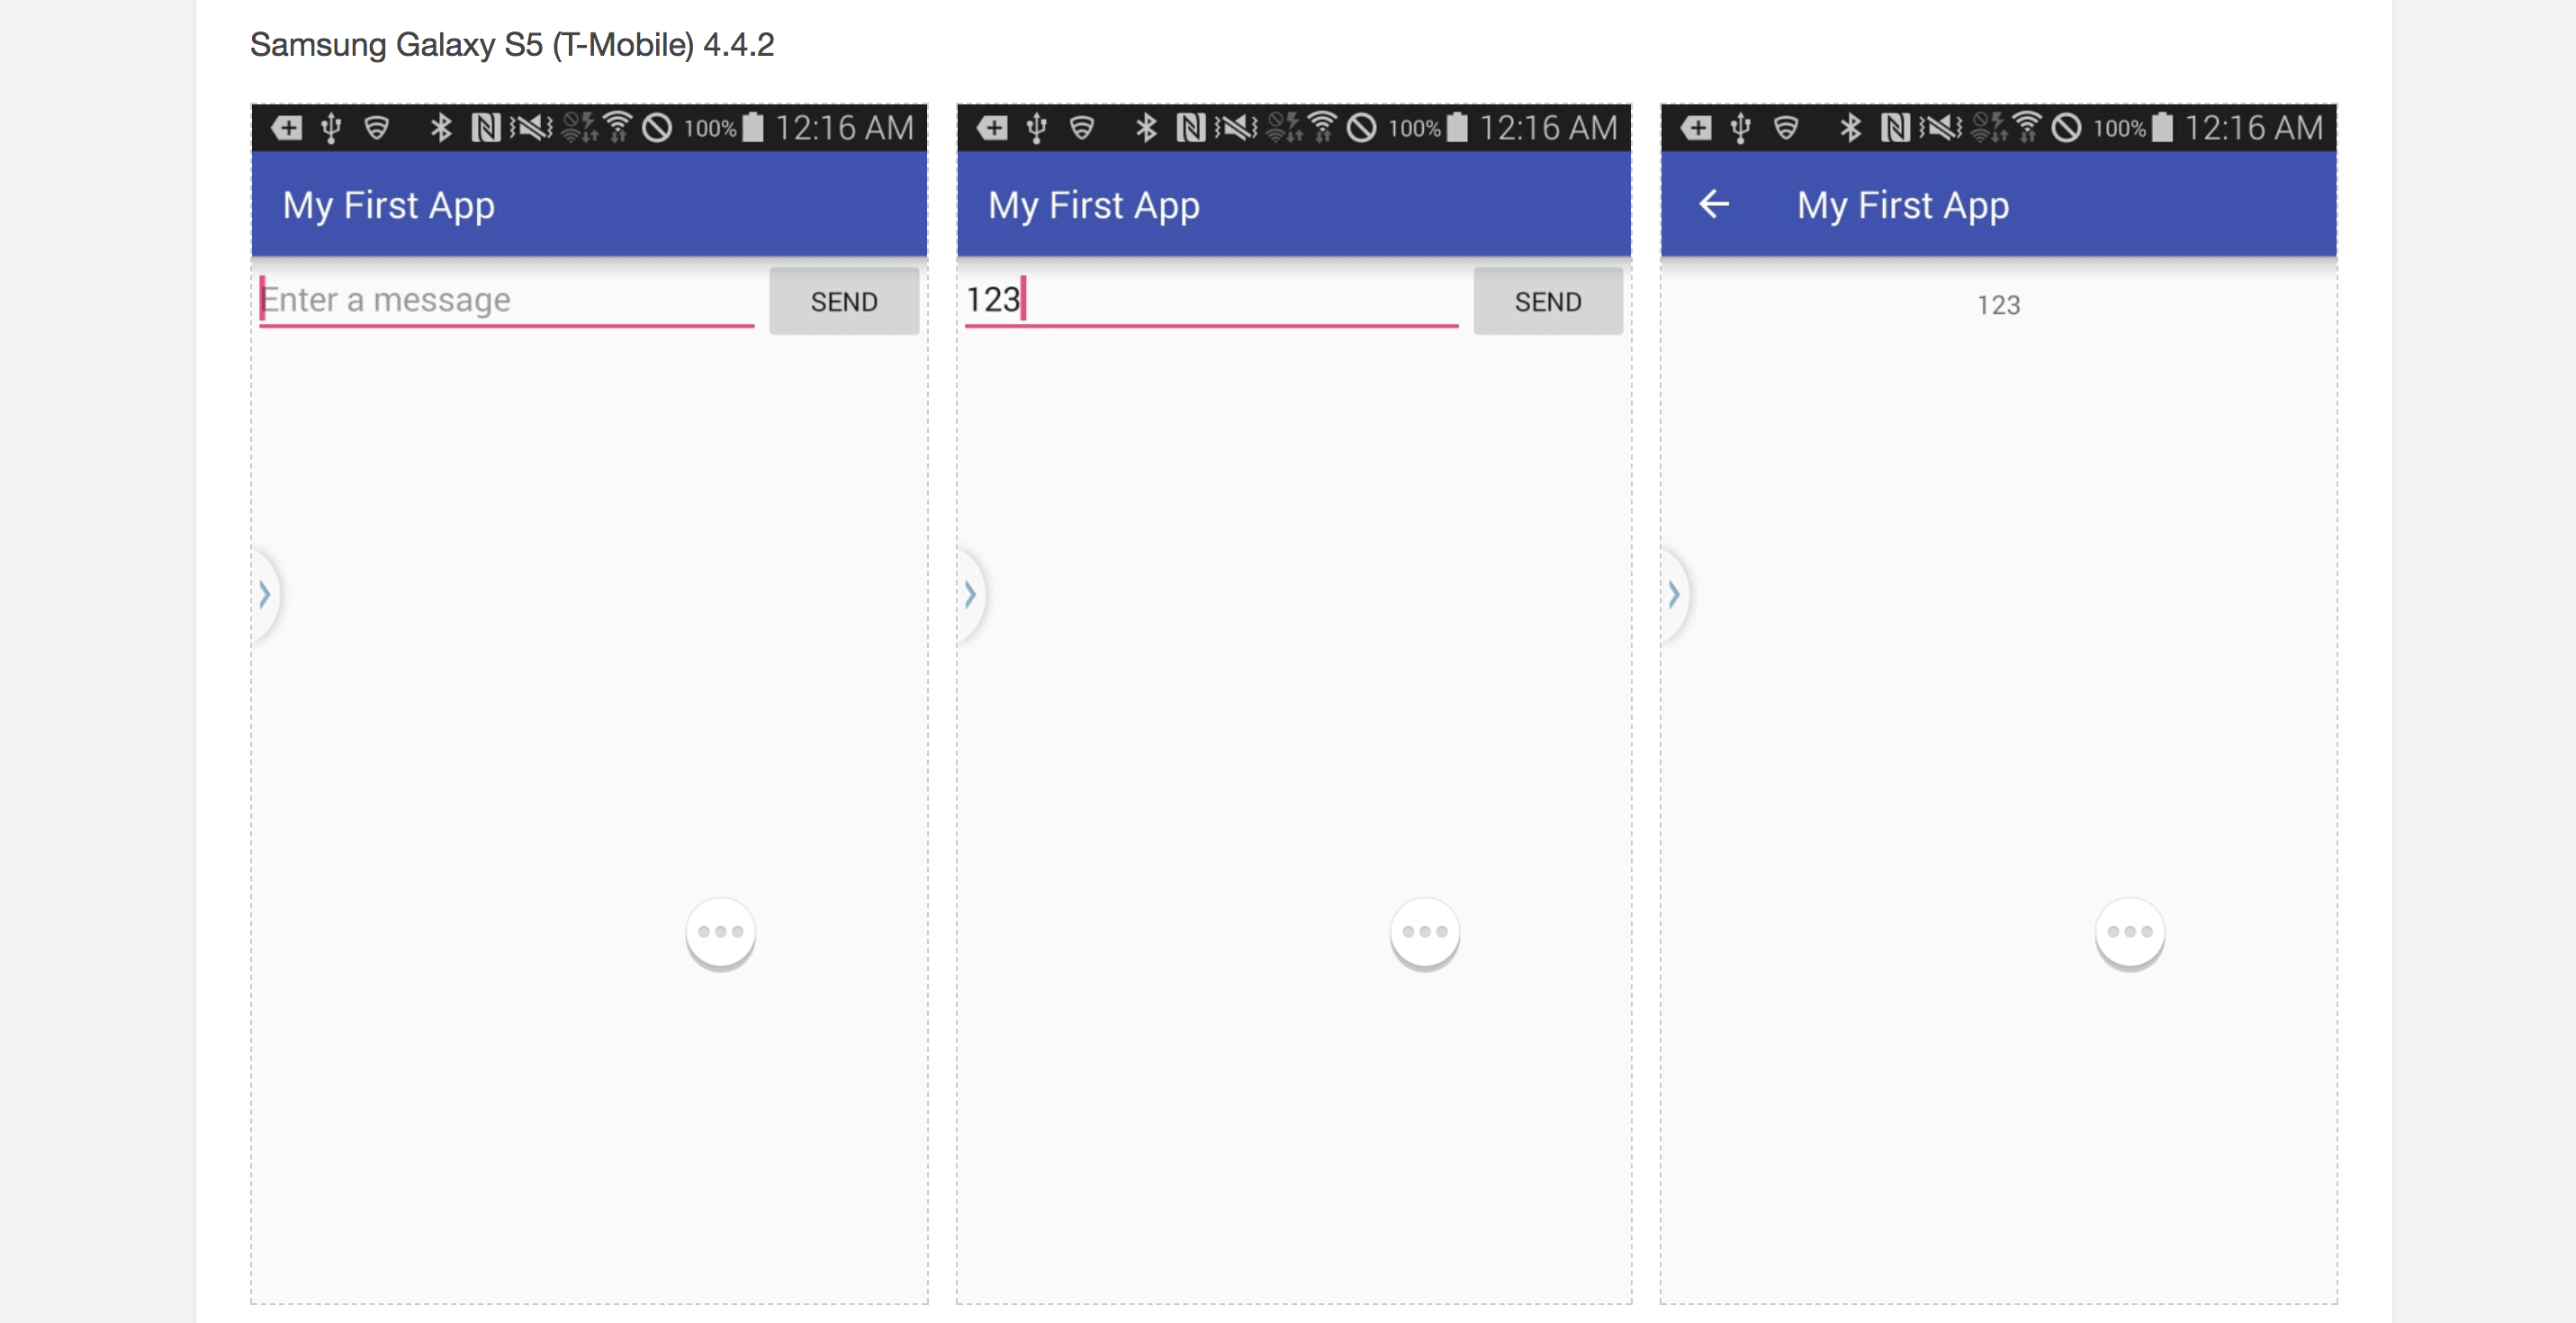 Samsung Galaxy S5 (T-Mobile) 4.4.2
100% 12:16 AM
My First App
Enter a message
SEND
100% 12:16 AM
My First App
123
SEND
100% 12:16 AM
My First App
123